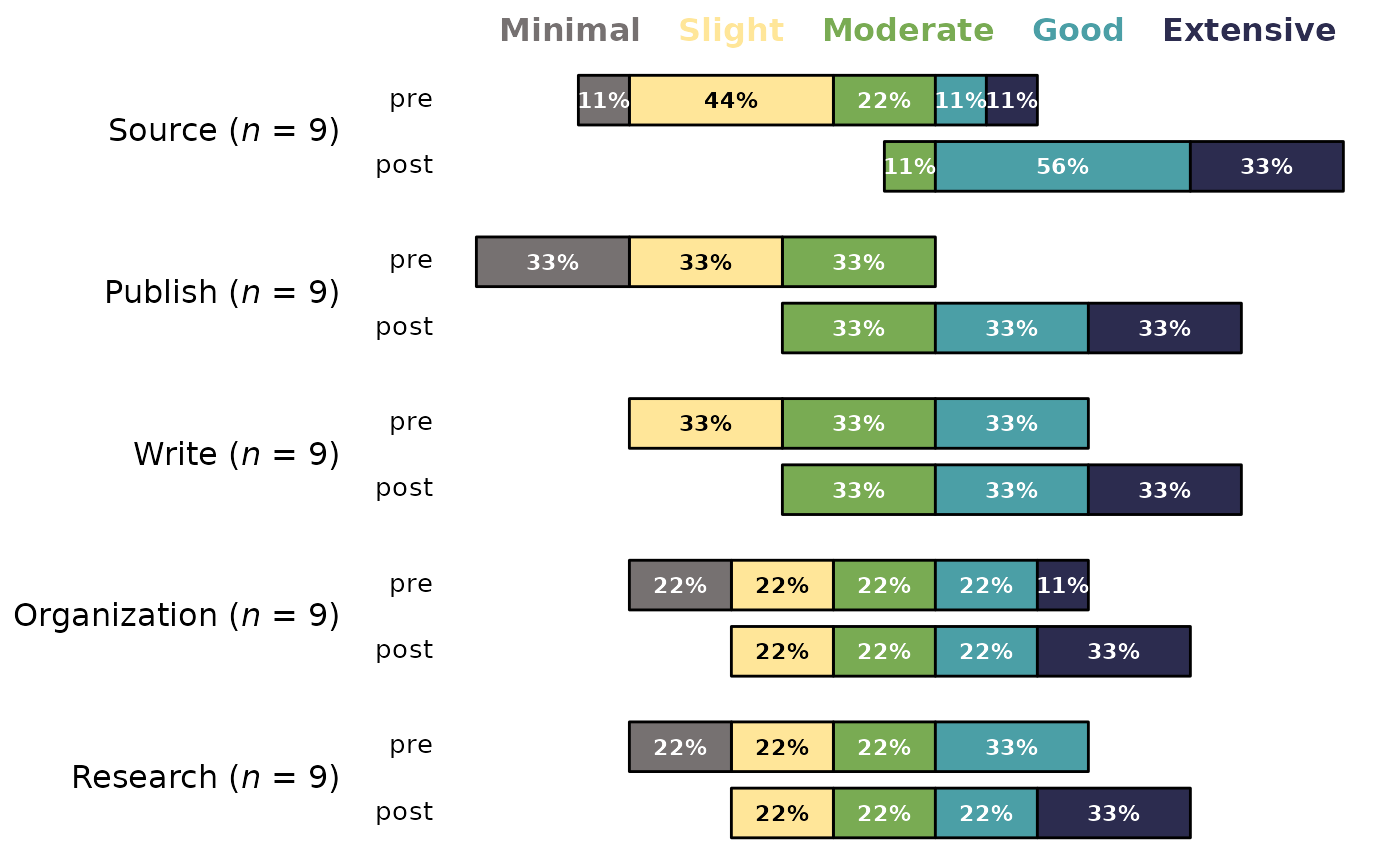 Minimal Slight Moderate Good Extensive
pre 11% 44% 22% 11% 11%
Source (n = 9)
post 11% 56% 33%
pre 33% 33% 33%
Publish (n = 9)
post 33% 33% 33%
pre 33% 33% 33%
Write (n = 9)
post 33% 33% 33%
pre 22% 22% 22% 22% 11%
Organization (n = 9)
post 22% 22% 22% 33%
pre 22% 22% 22% 33%
Research (n = 9)
post 22% 22% 22% 33%